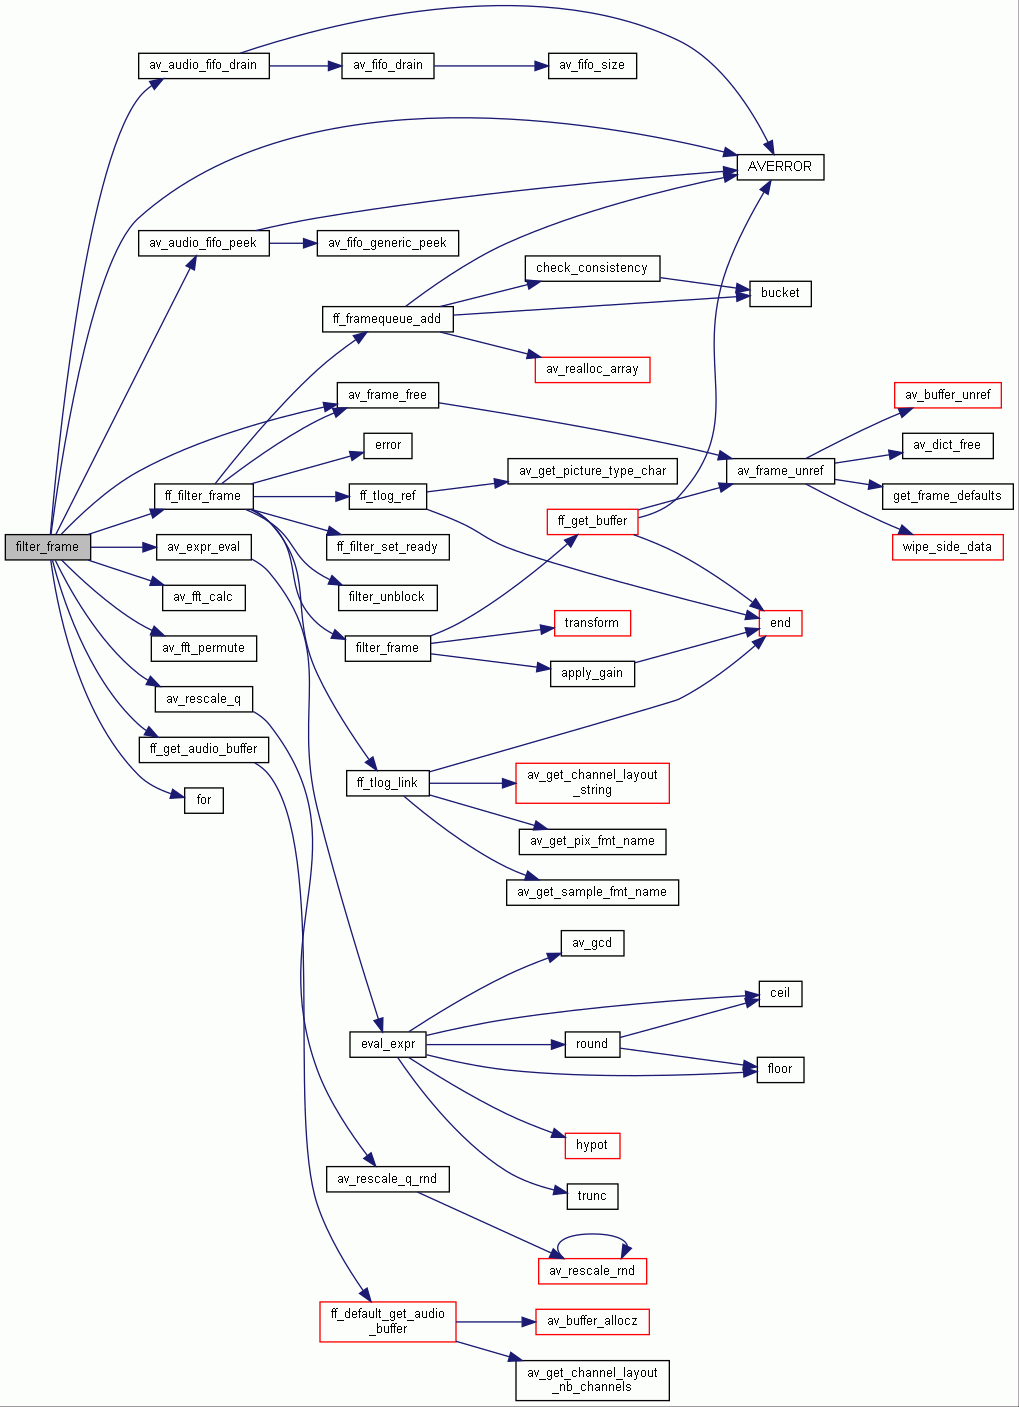 av_audio_fifo_drain
av_fifo_drain
av_fifo_size
AVERROR
av_audio_fifo_peek
av_fifo_generic_peek
check_consistency
bucket
ff_framequeue_add
av_realloc_array
av_frame_free
av_buffer_unref
error
av_dict_free
av_get_picture_type_char
av_frame_unref
ff_filter_frame
ff_tlog_ref
get_frame_defaults
ff_get_buffer
filter_frame
av_expr_eval
ff_filter_set_ready
wipe_side_data
av_fft_calc
filter_unblock
transform
end
av_fft_permute
filter_frame
apply_gain
av_rescale_q
ff_get_audio_buffer
for
ff_tlog_link
av_get_channel_layout
_string
av_get_pix_fmt_name
av_get_sample_fmt_name
av_gcd
ceil
eval_expr
round
floor
hypot
av_rescale_q_rnd
trunc
av_rescale_rnd
ff_default_get_audio
_buffer
av_buffer_allocz
av_get_channel_layout
_nb_channels